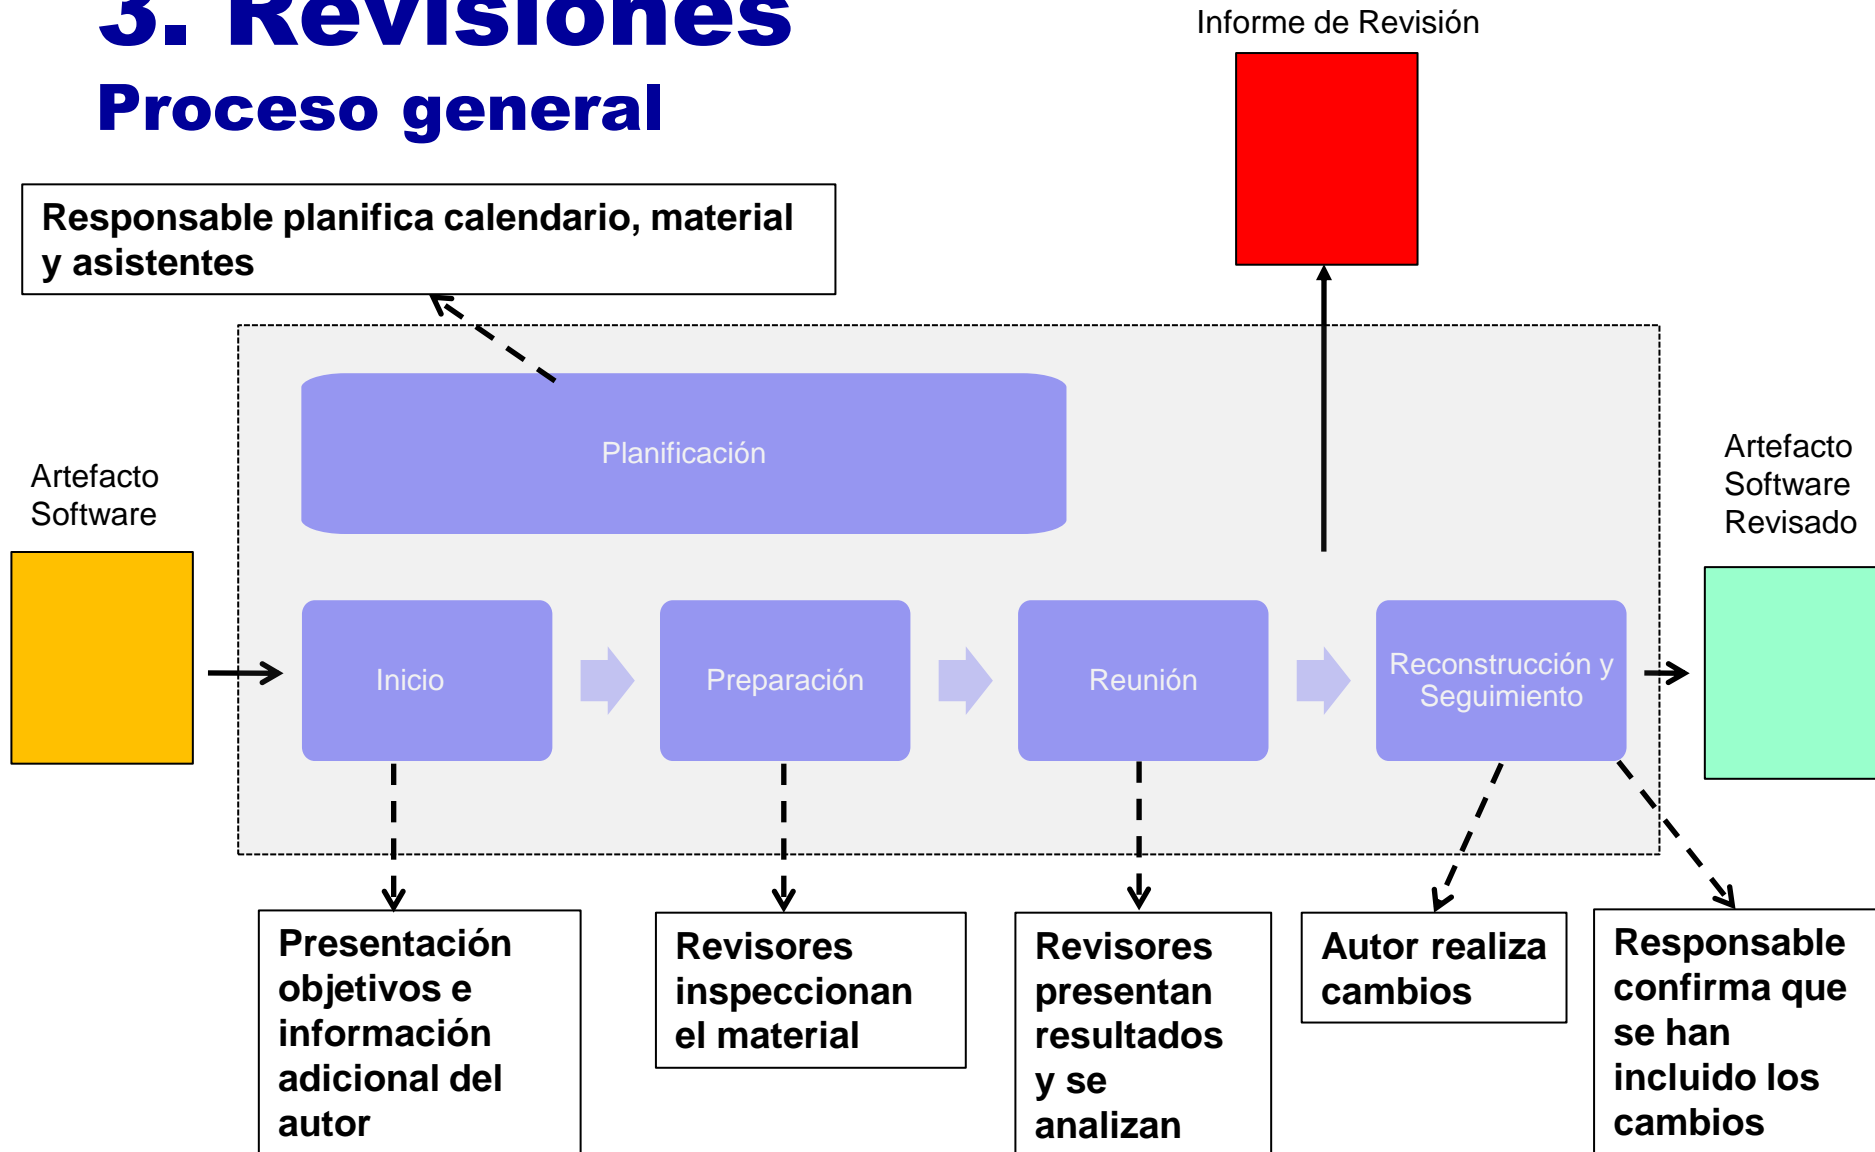 3. Revisiones
Proceso general
Informe de Revisión
Responsable planifica calendario, material
y asistentes
Planificación
Artefacto
Software
Artefacto
Software
Revisado
Inicio
Preparación
Reunión
Reconstrucción y
Seguimiento
Presentación
objetivos e
información
adicional del
autor
Revisores
inspeccionan
el material
Revisores
presentan
resultados
y se
analizan
Autor realiza
cambios
Responsable
confirma que
se han
incluido los
cambios